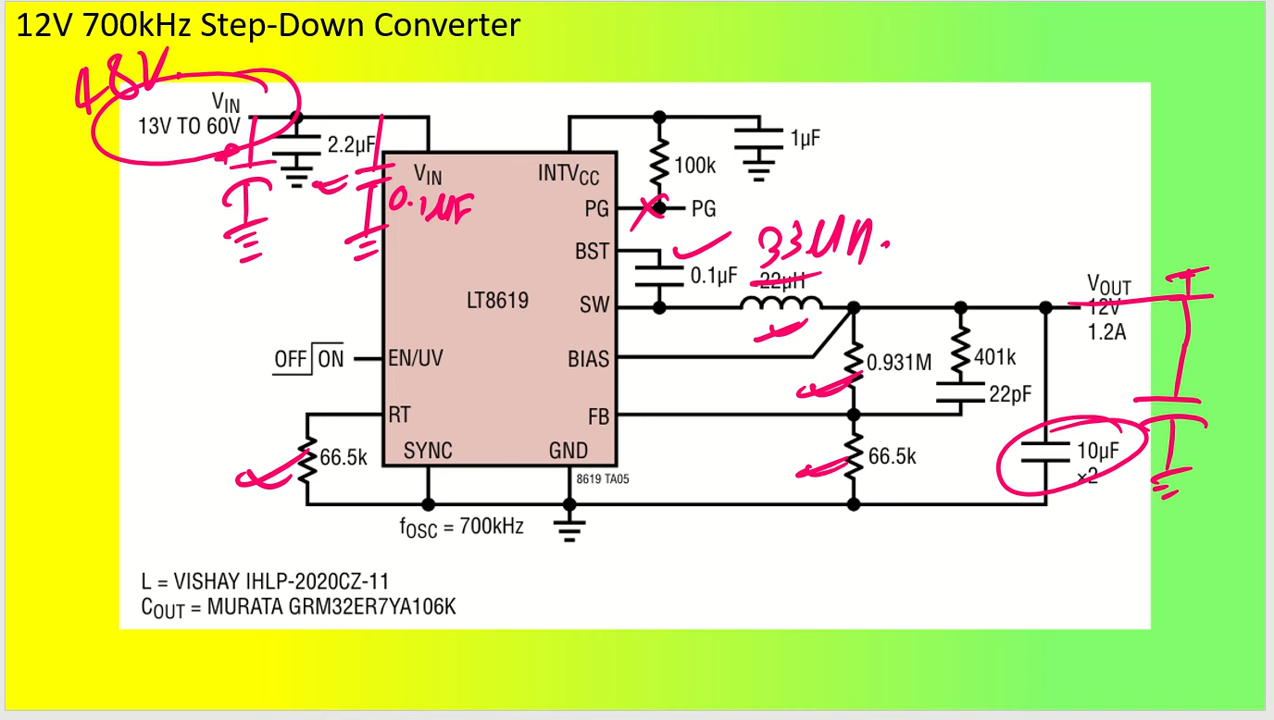 12V 700kHz Step-Down Converter
48V
VIN
13V TO 60V
2.2µF
0.1µF
VIN
INTVCC
100k
1µF
PG
PG
BST
0.1µF
33µH.
22µH
LT8619
SW
VOUT
12V
1.2A
OFF ON
EN/UV
BIAS
0.931M
401k
22pF
RT
FB
66.5k
SYNC
GND
66.5k
10µF
×2
8619 TA05
fOSC = 700kHz
L = VISHAY IHLP-2020CZ-11
COUT = MURATA GRM32ER7YA106K